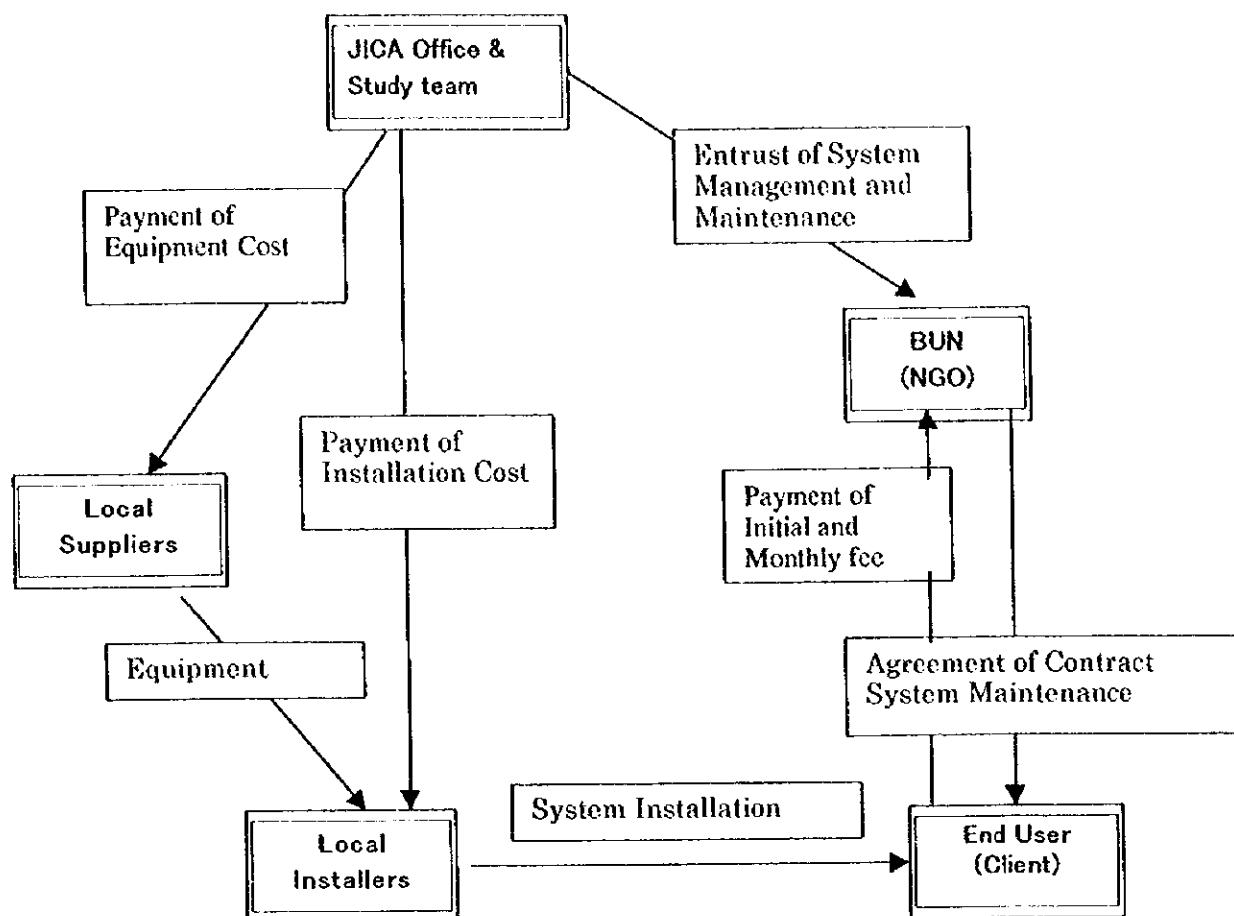 JICA Office &
Study team
Entrust of System
Management and
Maintenance
Payment of
Equipment Cost
BUN
(NGO)
Payment of
Installation Cost
Local
Suppliers
Payment of
Initial and
Monthly fee
Equipment
Agreement of Contract
System Maintenance
System Installation
Local
Installers
End User
(Client)